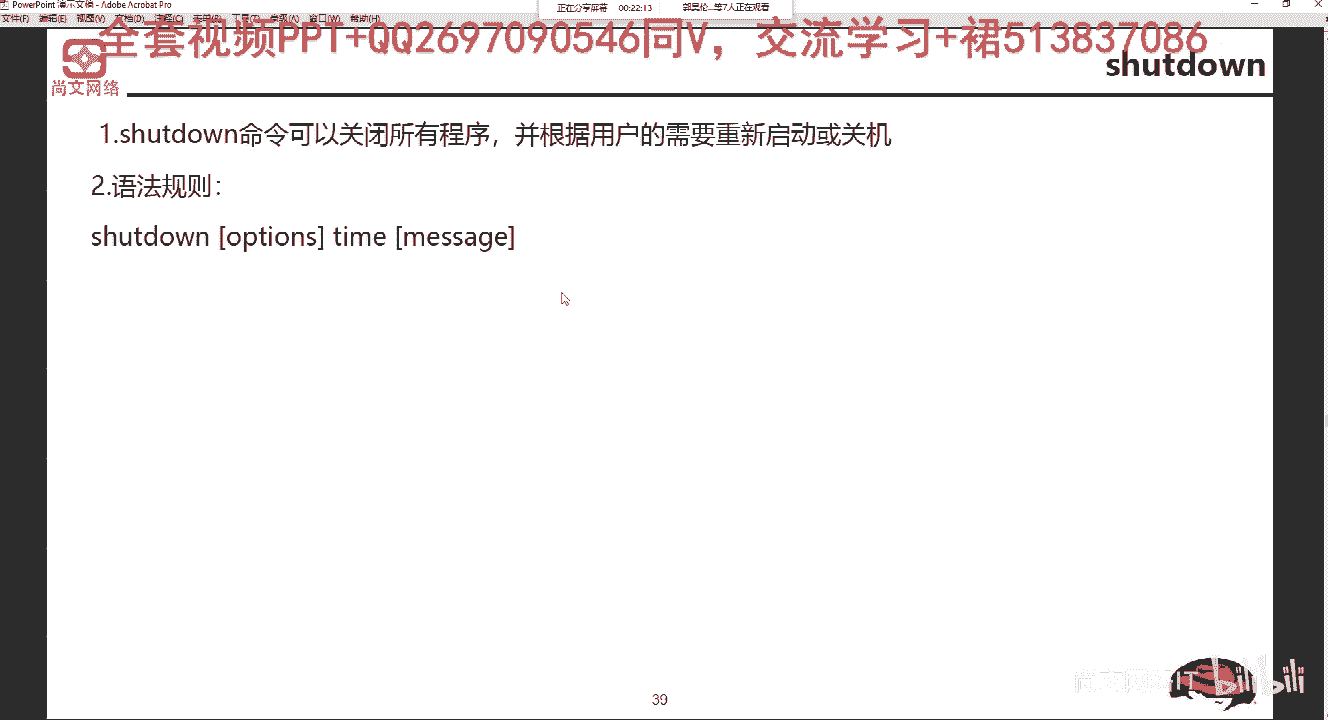 PowerPoint 演示文稿 - Adobe Acrobat Pro
正在分享屏幕 00:22:13 等7人正在观看
文件(F) 编辑(E) 视图(V) 文档(D) 注释(C) 表单(R) 工具(T) 高级(A) 窗口(W) 帮助(H)
全套视频PPT+QQ2697090546同V，交流学习+裙513837086
shutdown
尚文网络
1.shutdown命令可以关闭所有程序，并根据用户的需要重新启动或关机
2.语法规则：
shutdown [options] time [message]
尚文网络IT bilibili
39